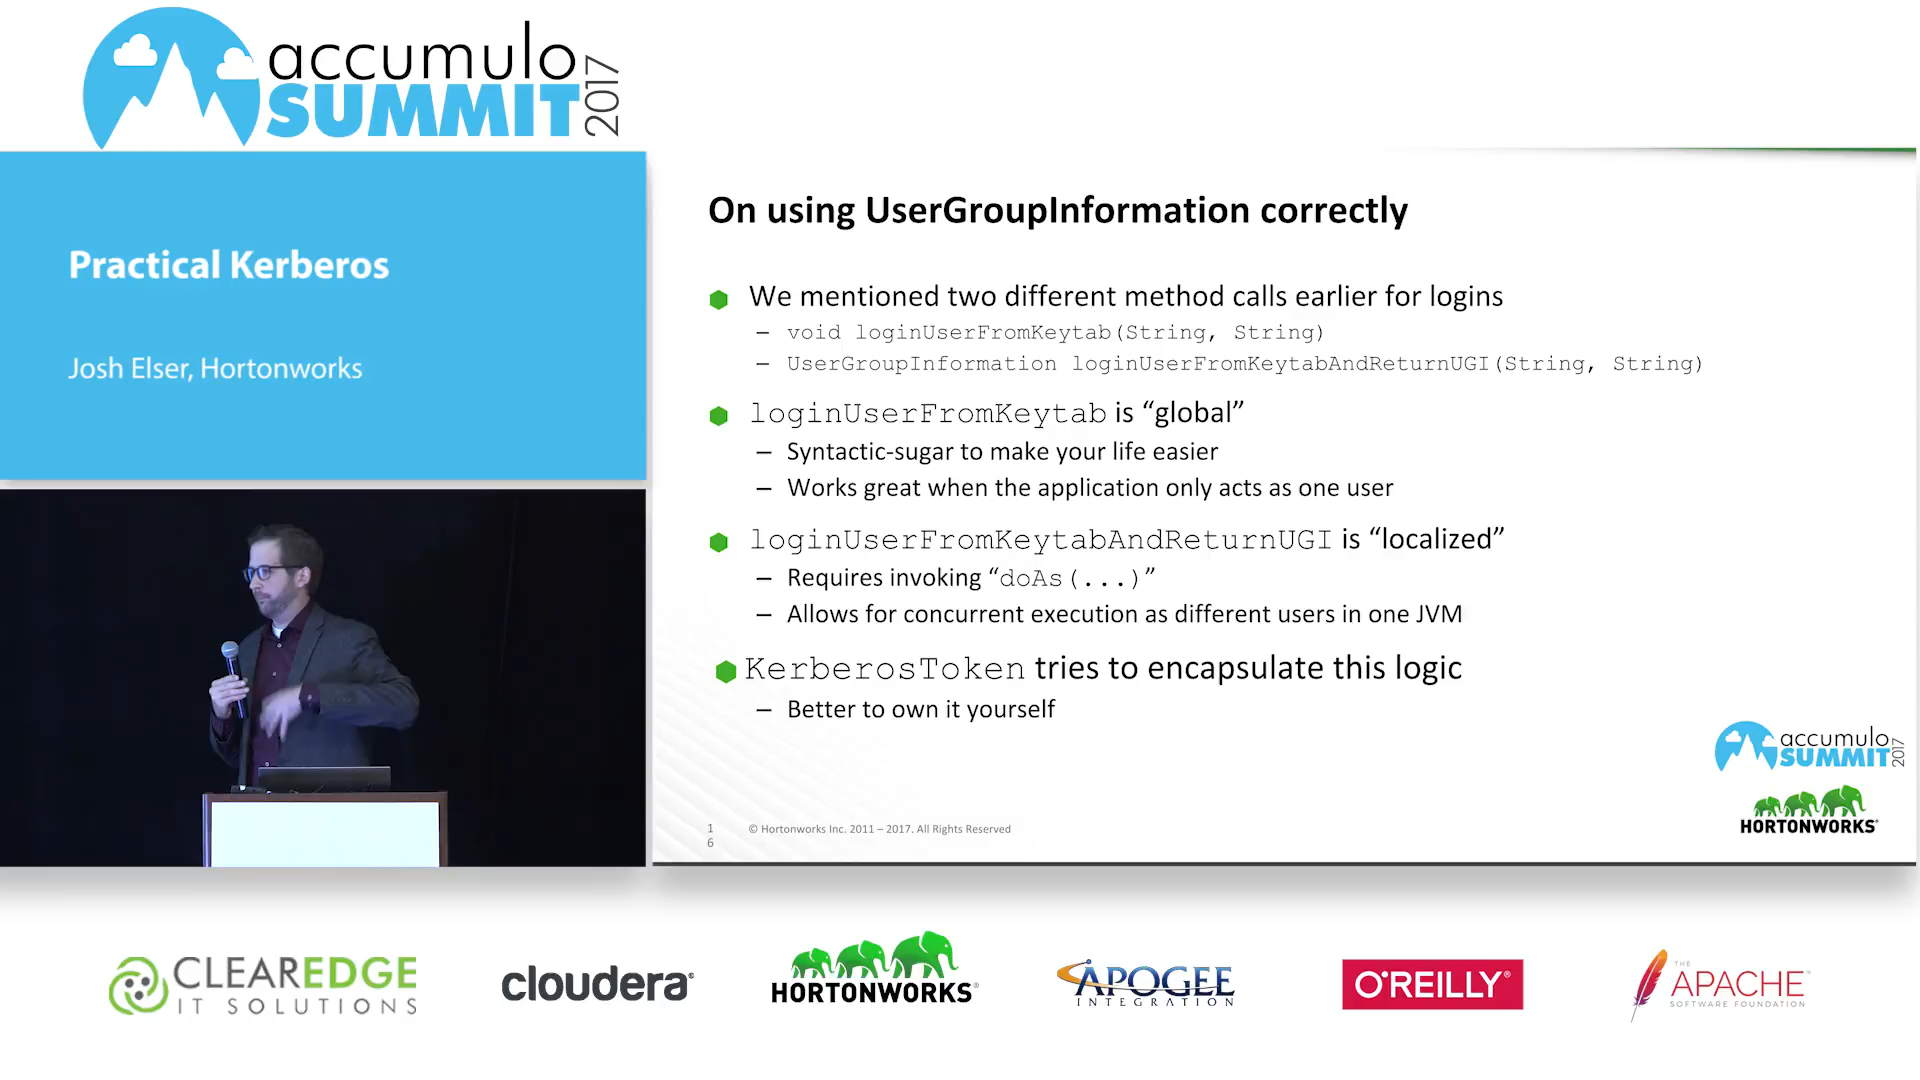 accumulo
SUMMIT
2017
Practical Kerberos
Josh Elser, Hortonworks
On using UserGroupInformation correctly
We mentioned two different method calls earlier for logins
– void loginUserFromKeytab(String, String)
– UserGroupInformation loginUserFromKeytabAndReturnUGI(String, String)
loginUserFromKeytab is “global”
– Syntactic-sugar to make your life easier
– Works great when the application only acts as one user
loginUserFromKeytabAndReturnUGI is “localized”
– Requires invoking “doAs(...)”
– Allows for concurrent execution as different users in one JVM
KerberosToken tries to encapsulate this logic
– Better to own it yourself
accumulo
SUMMIT
2017
HORTONWORKS
1
6
© Hortonworks Inc. 2011 – 2017. All Rights Reserved
CLEAREDGE
IT SOLUTIONS
cloudera®
HORTONWORKS®
APOGEE
INTEGRATION
O'REILLY®
THE
APACHE®
SOFTWARE FOUNDATION